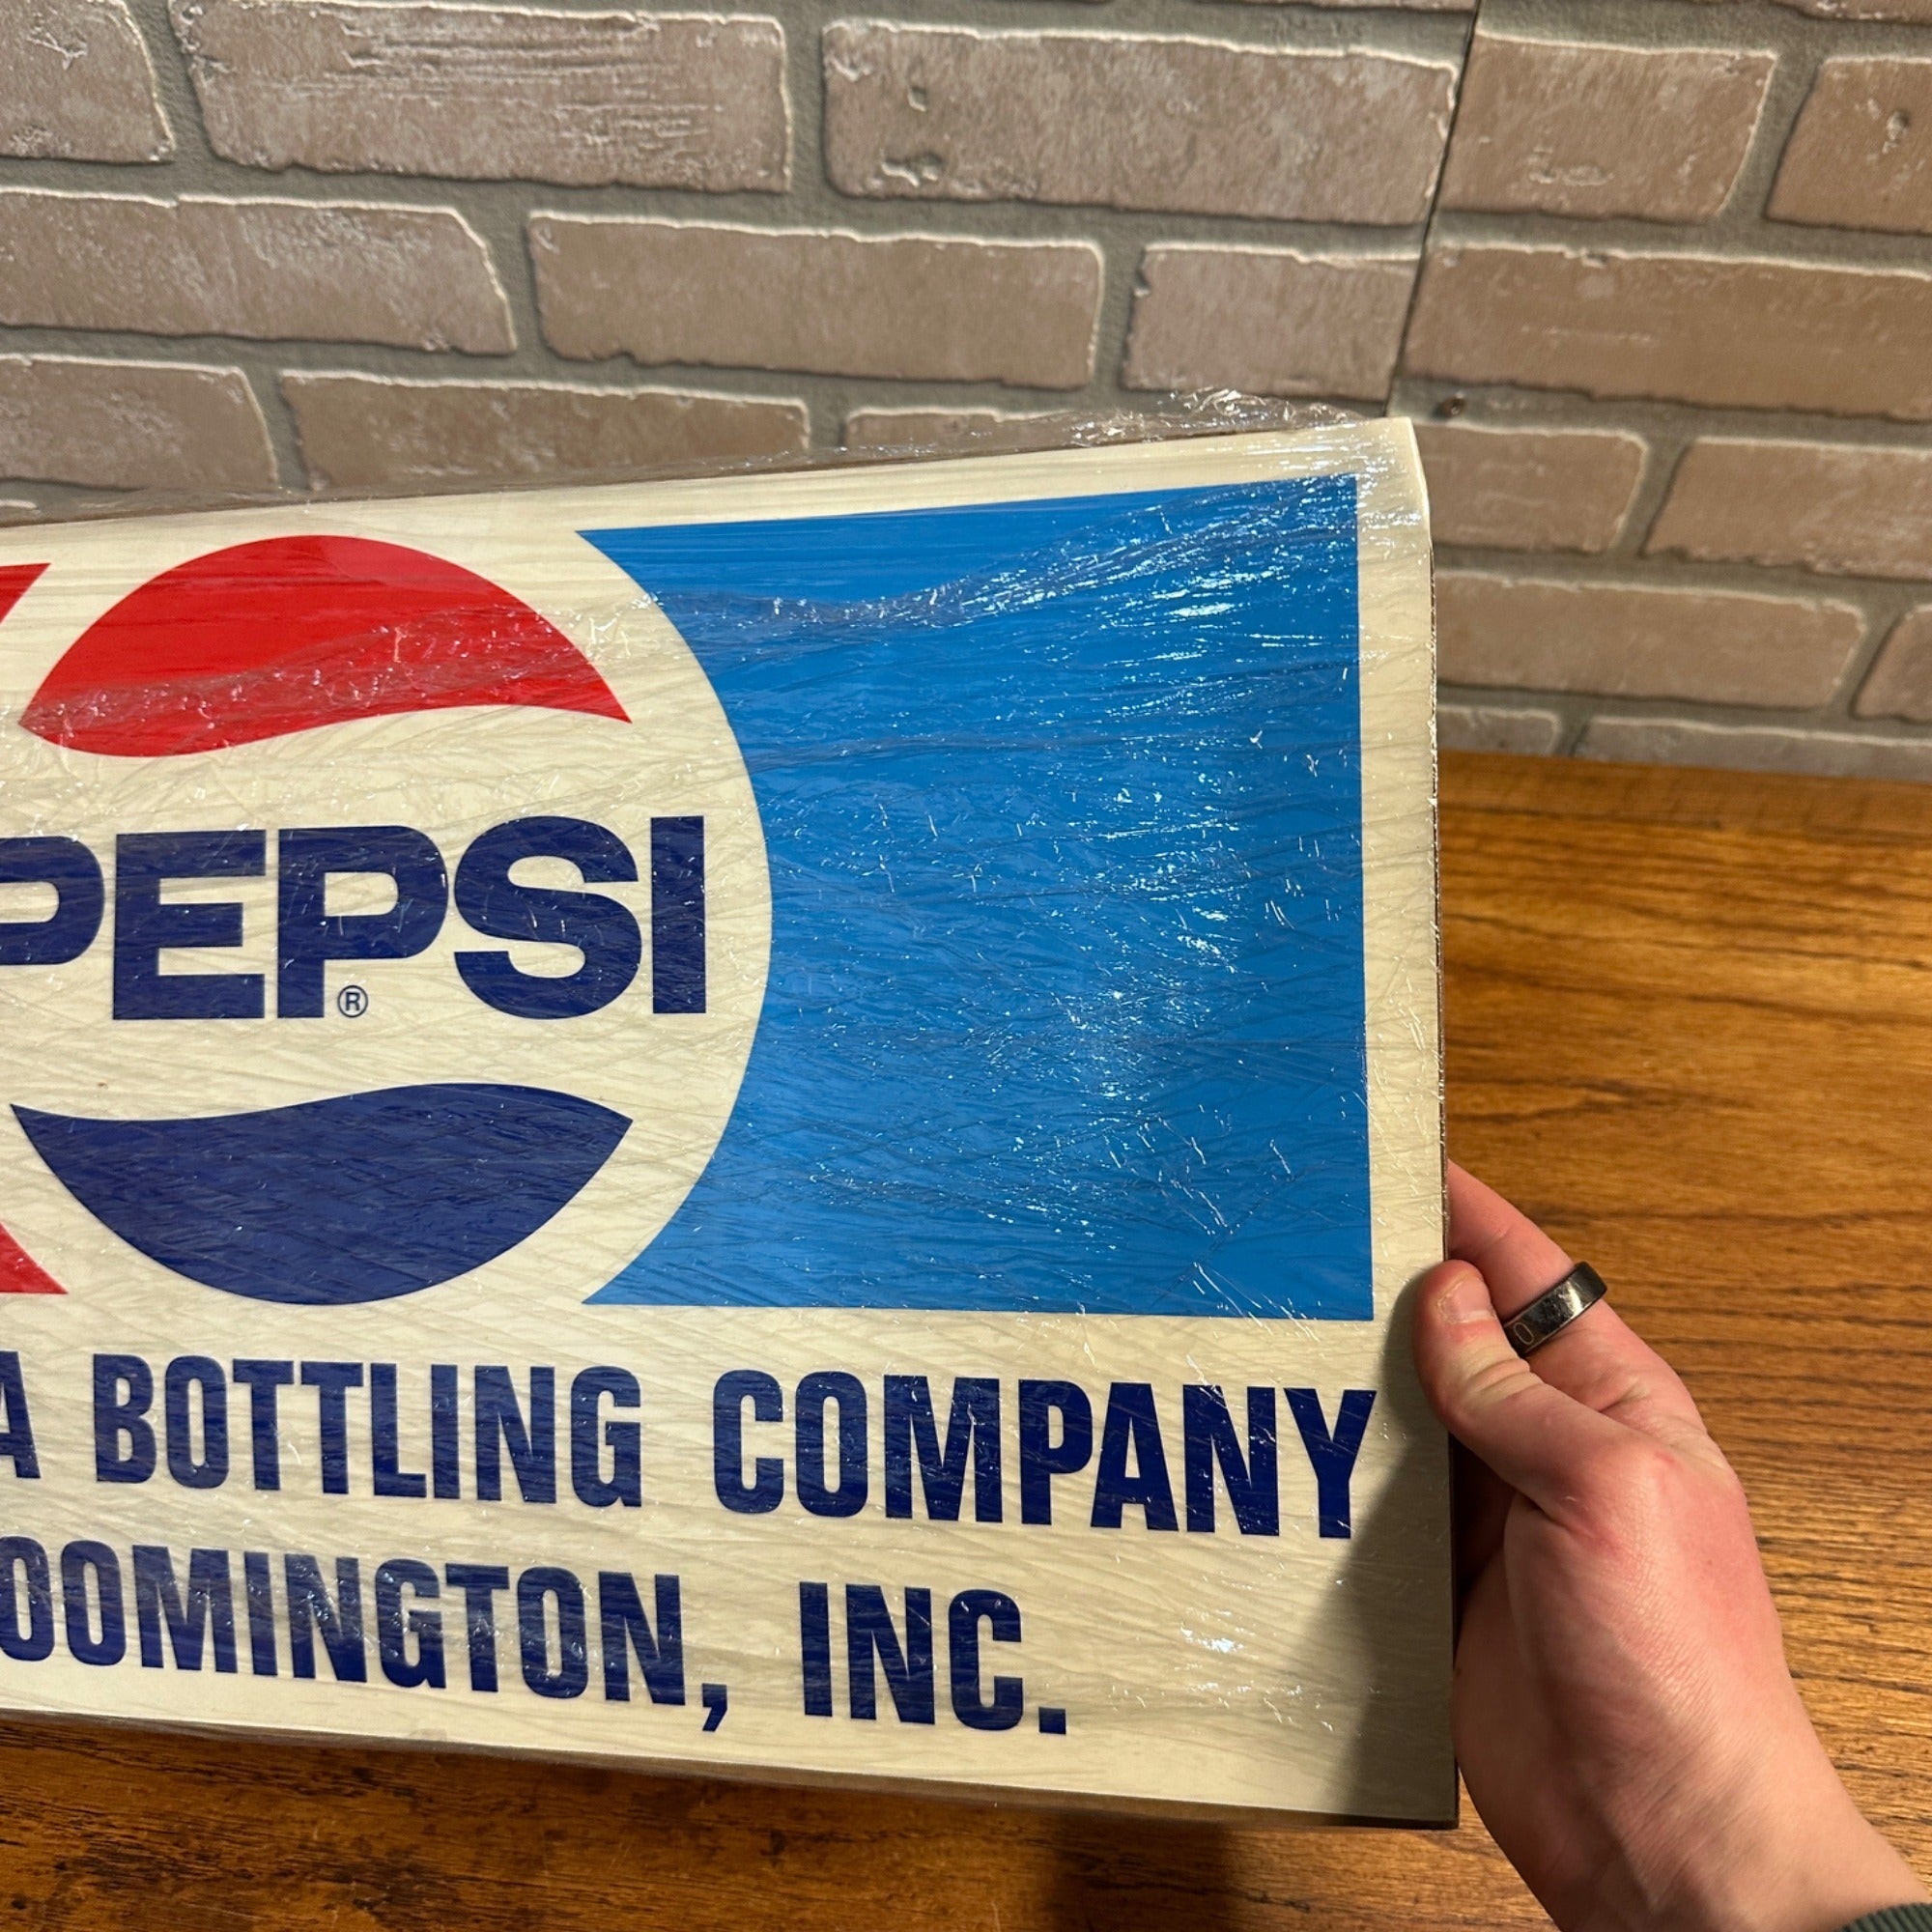 PEPSI
®
A BOTTLING COMPANY
OOMINGTON, INC.